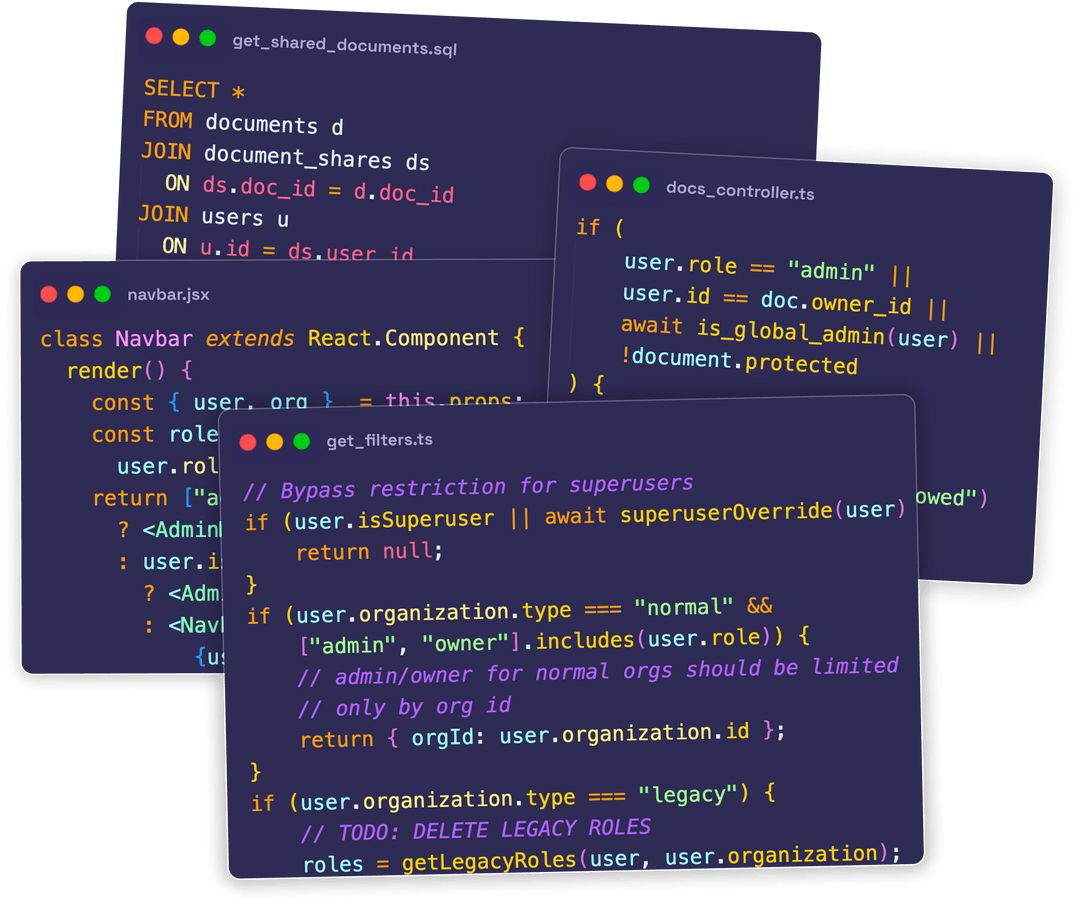 get_shared_documents.sql
SELECT *
FROM documents d
JOIN document_shares ds
ON ds.doc_id = d.doc_id
JOIN users u
ON u.id = ds.user_id
docs_controller.ts
if (
user.role == "admin" ||
user.id == doc.owner_id ||
await is_global_admin(user) ||
!document.protected
) {
owed")
navbar.jsx
class Navbar extends React.Component {
render() {
const { user, org } = this.props;
const role
user.rol
return ["a
? <Admin
: user.is
? <Adm
: <Nav
{us
get_filters.ts
// Bypass restriction for superusers
if (user.isSuperuser || await superuserOverride(user)
return null;
}
if (user.organization.type === "normal" &&
["admin", "owner"].includes(user.role)) {
// admin/owner for normal orgs should be limited
// only by org id
return { orgId: user.organization.id };
}
if (user.organization.type === "legacy") {
// TODO: DELETE LEGACY ROLES
roles = getLegacyRoles(user, user.organization);